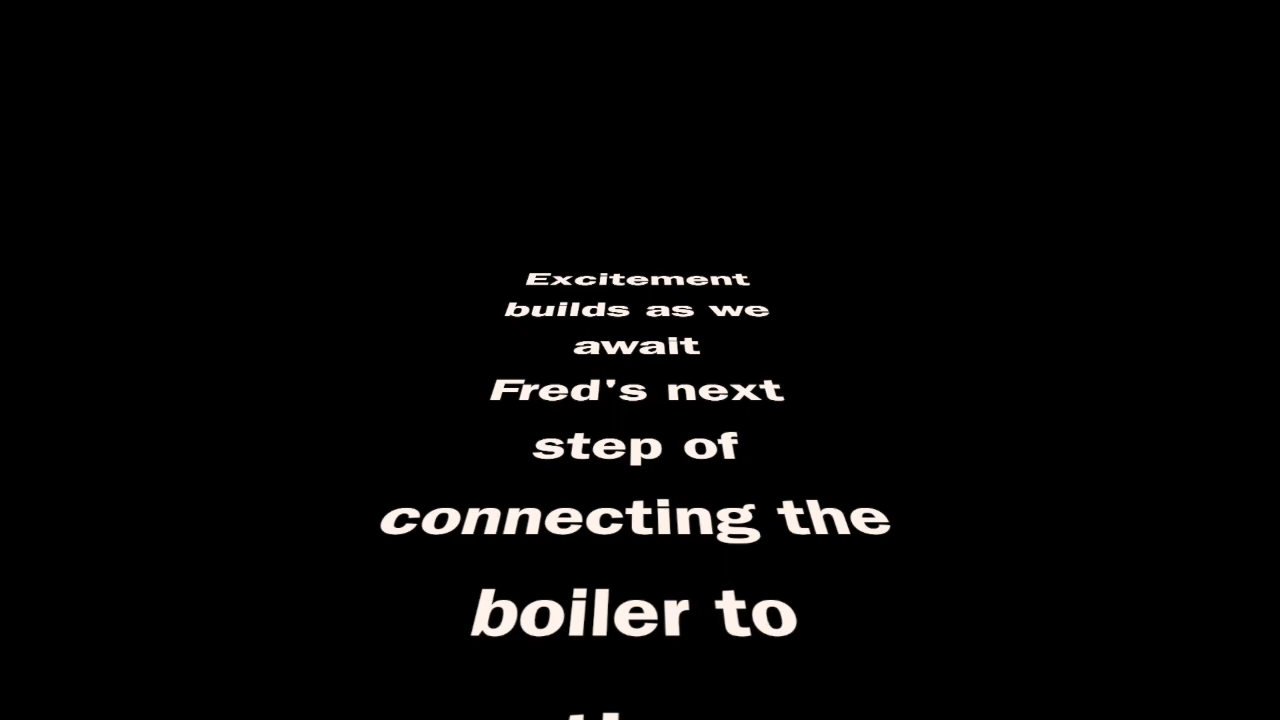 Excitement
builds as we
await
Fred's next
step of
connecting the
boiler to